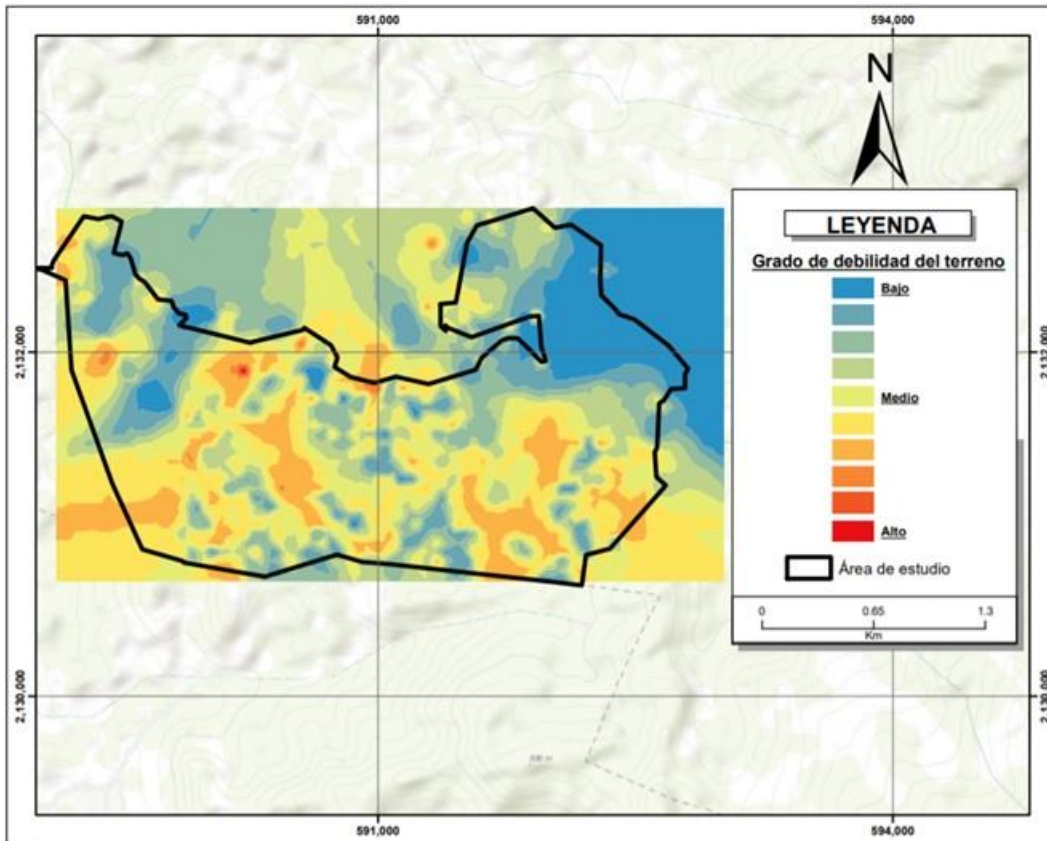 591,000
594,000
N
LEYENDA
Grado de debilidad del terreno
Bajo
2,132,000
2,132,000
Medio
Alto
Área de estudio
0
0.65
1.3
Km
2,130,000
2,130,000
591,000
594,000